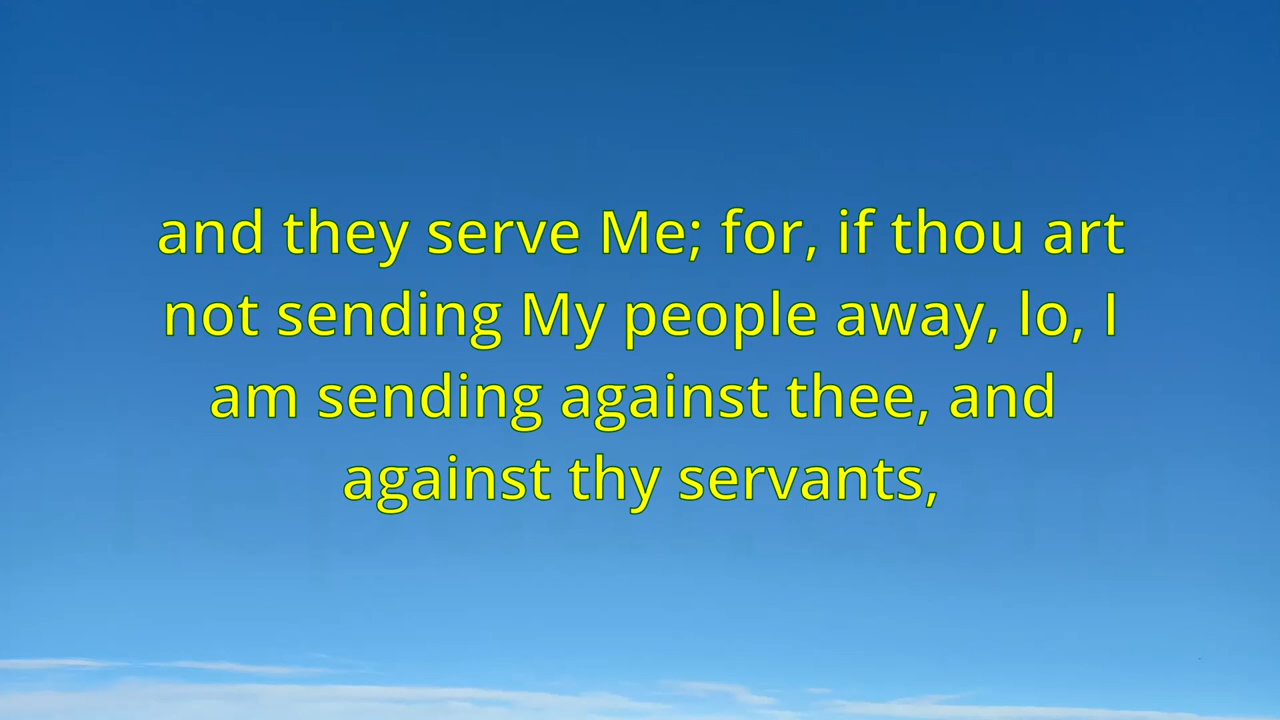 and they serve Me; for, if thou art
not sending My people away, lo, I
am sending against thee, and
against thy servants,